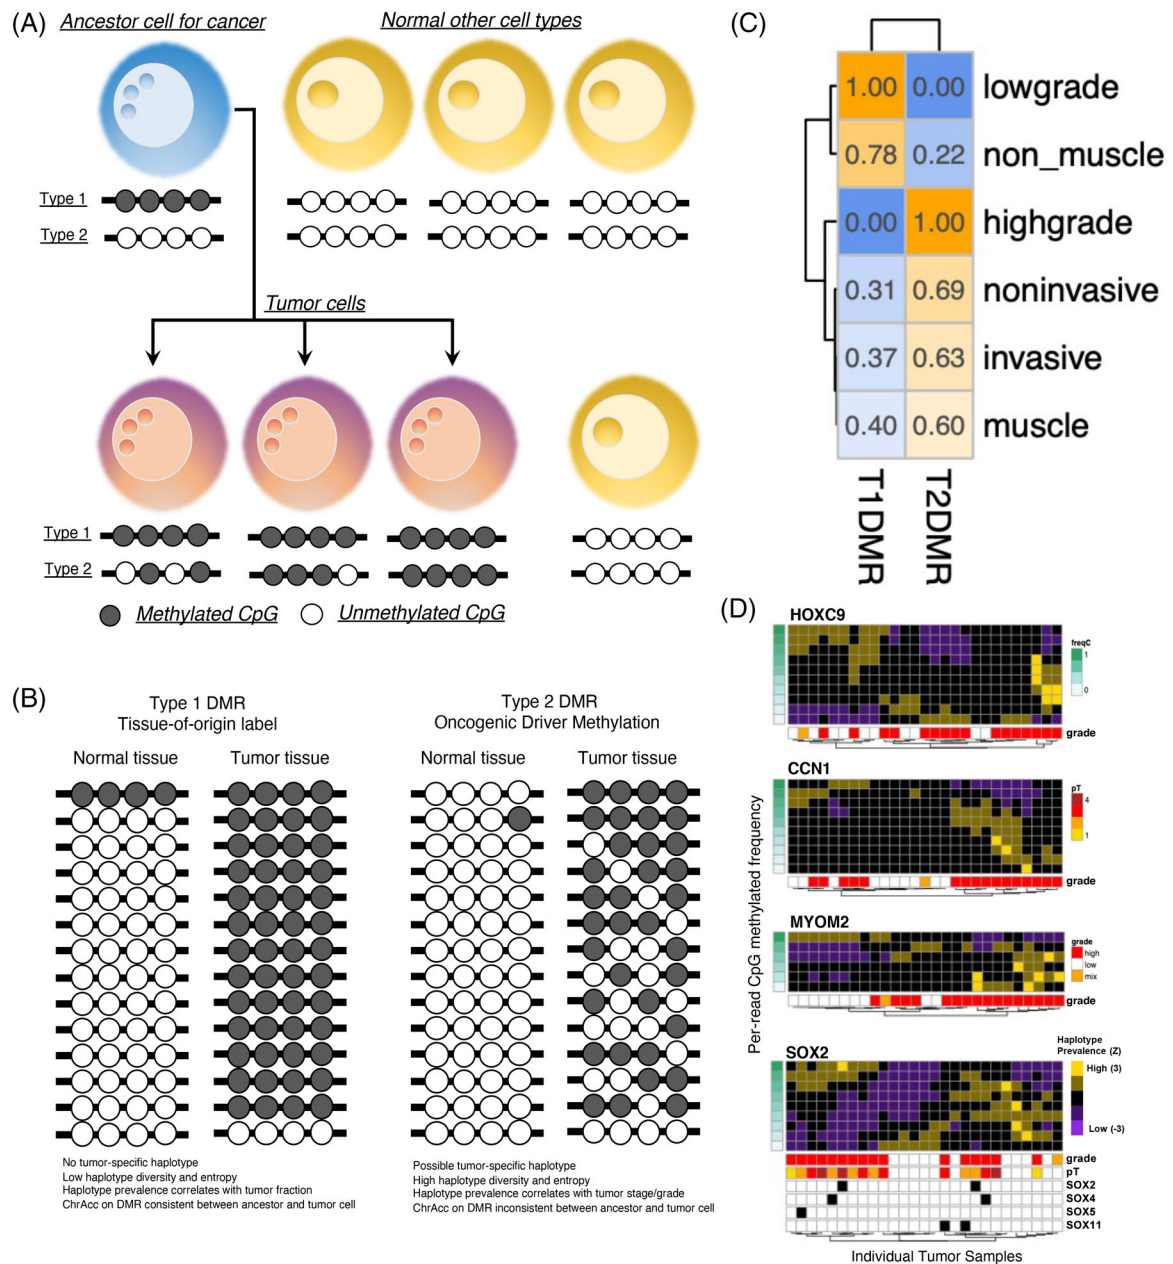 (A)
Ancestor cell for cancer
Normal other cell types
Type 1
Type 2
Tumor cells
Type 1
Type 2
Methylated CpG
Unmethylated CpG
(B)
Type 1 DMR
Tissue-of-origin label
Normal tissue
Tumor tissue
No tumor-specific haplotype
Low haplotype diversity and entropy
Haplotype prevalence correlates with tumor fraction
ChrAcc on DMR consistent between ancestor and tumor cell
Type 2 DMR
Oncogenic Driver Methylation
Normal tissue
Tumor tissue
Possible tumor-specific haplotype
High haplotype diversity and entropy
Haplotype prevalence correlates with tumor stage/grade
ChrAcc on DMR inconsistent between ancestor and tumor cell
(C)
1.00 0.00 lowgrade
0.78 0.22 non_muscle
0.00 1.00 highgrade
0.31 0.69 noninvasive
0.37 0.63 invasive
0.40 0.60 muscle
T1DMR
T2DMR
(D)
Per-read CpG methylated frequency
HOXC9
freqC
1
0
grade
CCN1
pT
4
1
grade
MYOM2
grade
high
low
mix
grade
SOX2
Haplotype
Prevalence (Z)
High (3)
Low (-3)
grade
pT
SOX2
SOX4
SOX5
SOX11
Individual Tumor Samples